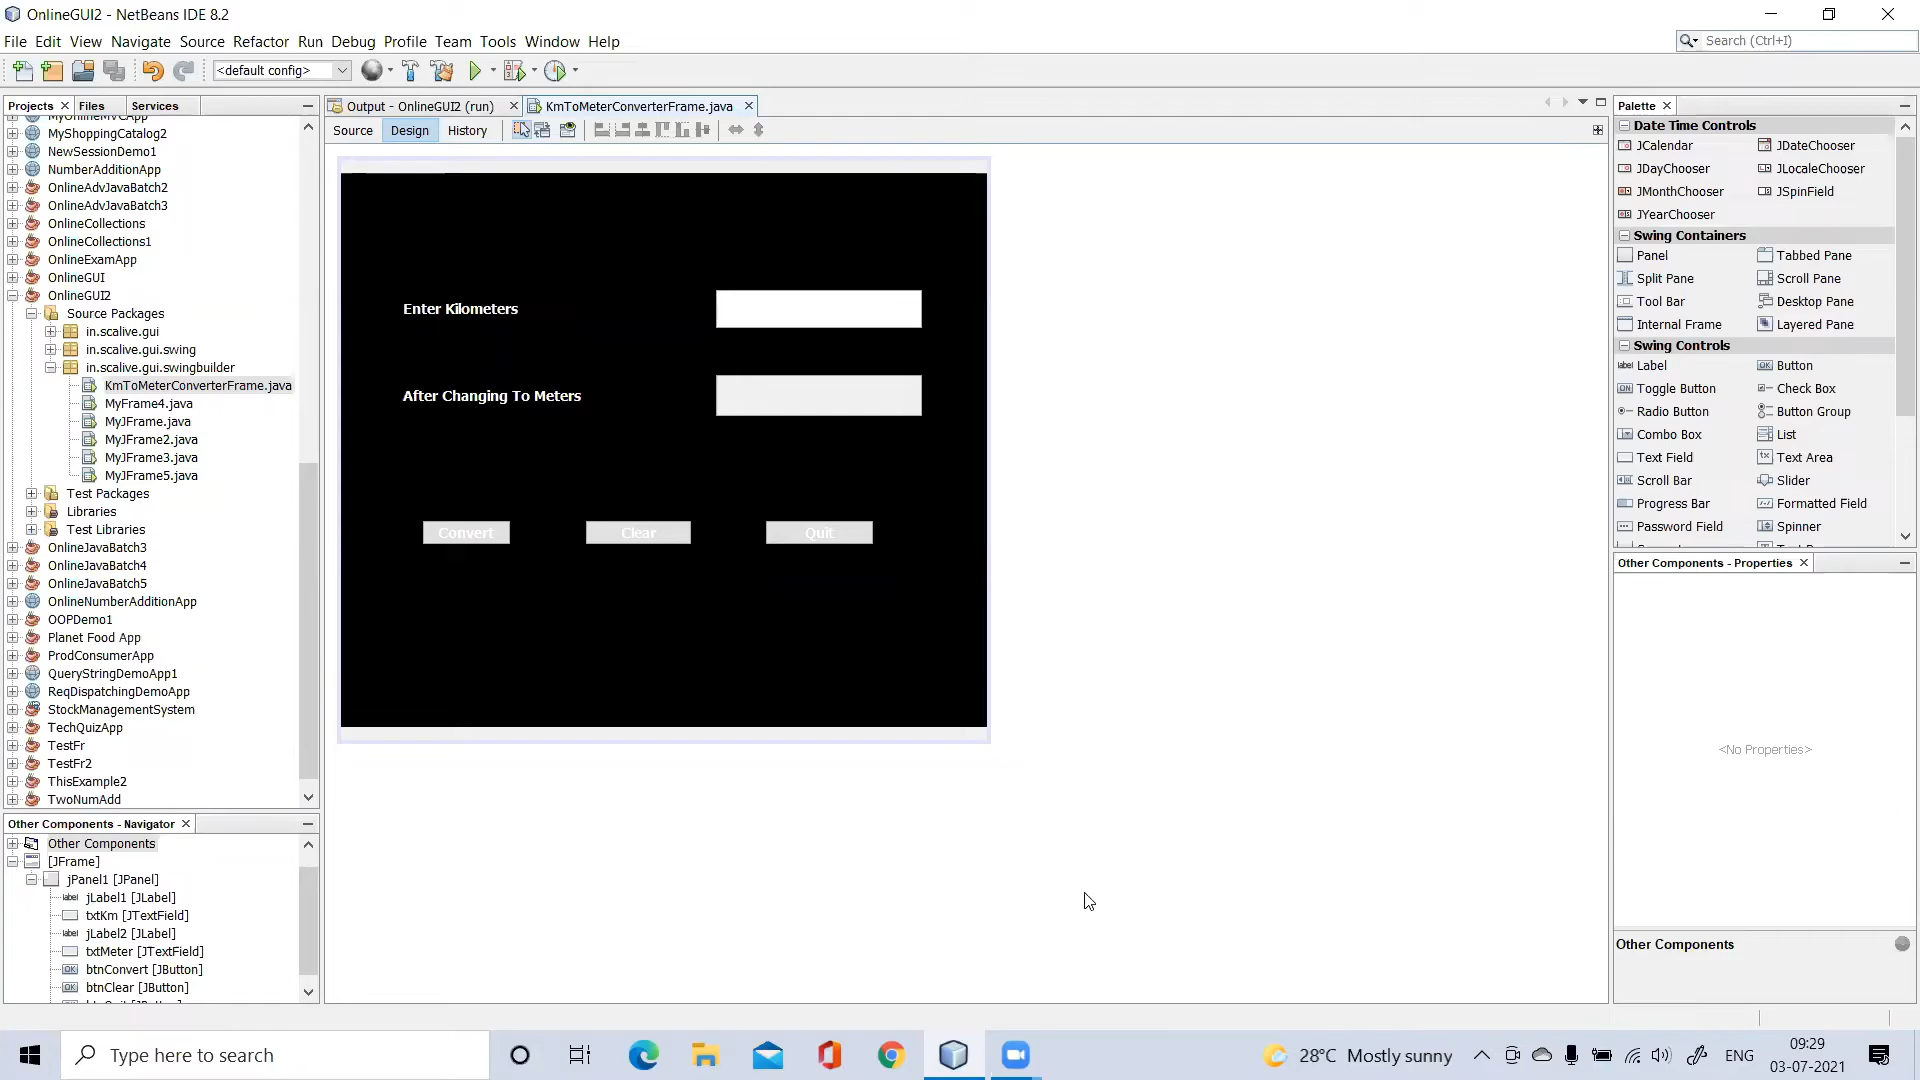 OnlineGUI2 - NetBeans IDE 8.2
File Edit View Navigate Source Refactor Run Debug Profile Team Tools Window Help
Search (Ctrl+I)
<default config>
Projects Files Services
MyOnlineMVCApp
MyShoppingCatalog2
NewSessionDemo1
NumberAdditionApp
OnlineAdvJavaBatch2
OnlineAdvJavaBatch3
OnlineCollections
OnlineCollections1
OnlineExamApp
OnlineGUI
OnlineGUI2
Source Packages
in.scalive.gui
in.scalive.gui.swing
in.scalive.gui.swingbuilder
KmToMeterConverterFrame.java
MyFrame4.java
MyJFrame.java
MyJFrame2.java
MyJFrame3.java
MyJFrame5.java
Test Packages
Libraries
Test Libraries
OnlineJavaBatch3
OnlineJavaBatch4
OnlineJavaBatch5
OnlineNumberAdditionApp
OOPDemo1
Planet Food App
ProdConsumerApp
QueryStringDemoApp1
ReqDispatchingDemoApp
StockManagementSystem
TechQuizApp
TestFr
TestFr2
ThisExample2
TwoNumAdd
Other Components - Navigator
Other Components
[JFrame]
jPanel1 [JPanel]
jLabel1 [JLabel]
txtKm [JTextField]
jLabel2 [JLabel]
txtMeter [JTextField]
btnConvert [JButton]
btnClear [JButton]
Output - OnlineGUI2 (run) KmToMeterConverterFrame.java
Source Design History
Enter Kilometers
After Changing To Meters
Convert Clear Quit
Palette
Date Time Controls
JCalendar JDateChooser
JDayChooser JLocaleChooser
JMonthChooser JSpinField
JYearChooser
Swing Containers
Panel Tabbed Pane
Split Pane Scroll Pane
Tool Bar Desktop Pane
Internal Frame Layered Pane
Swing Controls
Label Button
Toggle Button Check Box
Radio Button Button Group
Combo Box List
Text Field Text Area
Scroll Bar Slider
Progress Bar Formatted Field
Password Field Spinner
Other Components - Properties
<No Properties>
Other Components
Type here to search
28°C Mostly sunny
ENG
09:29
03-07-2021